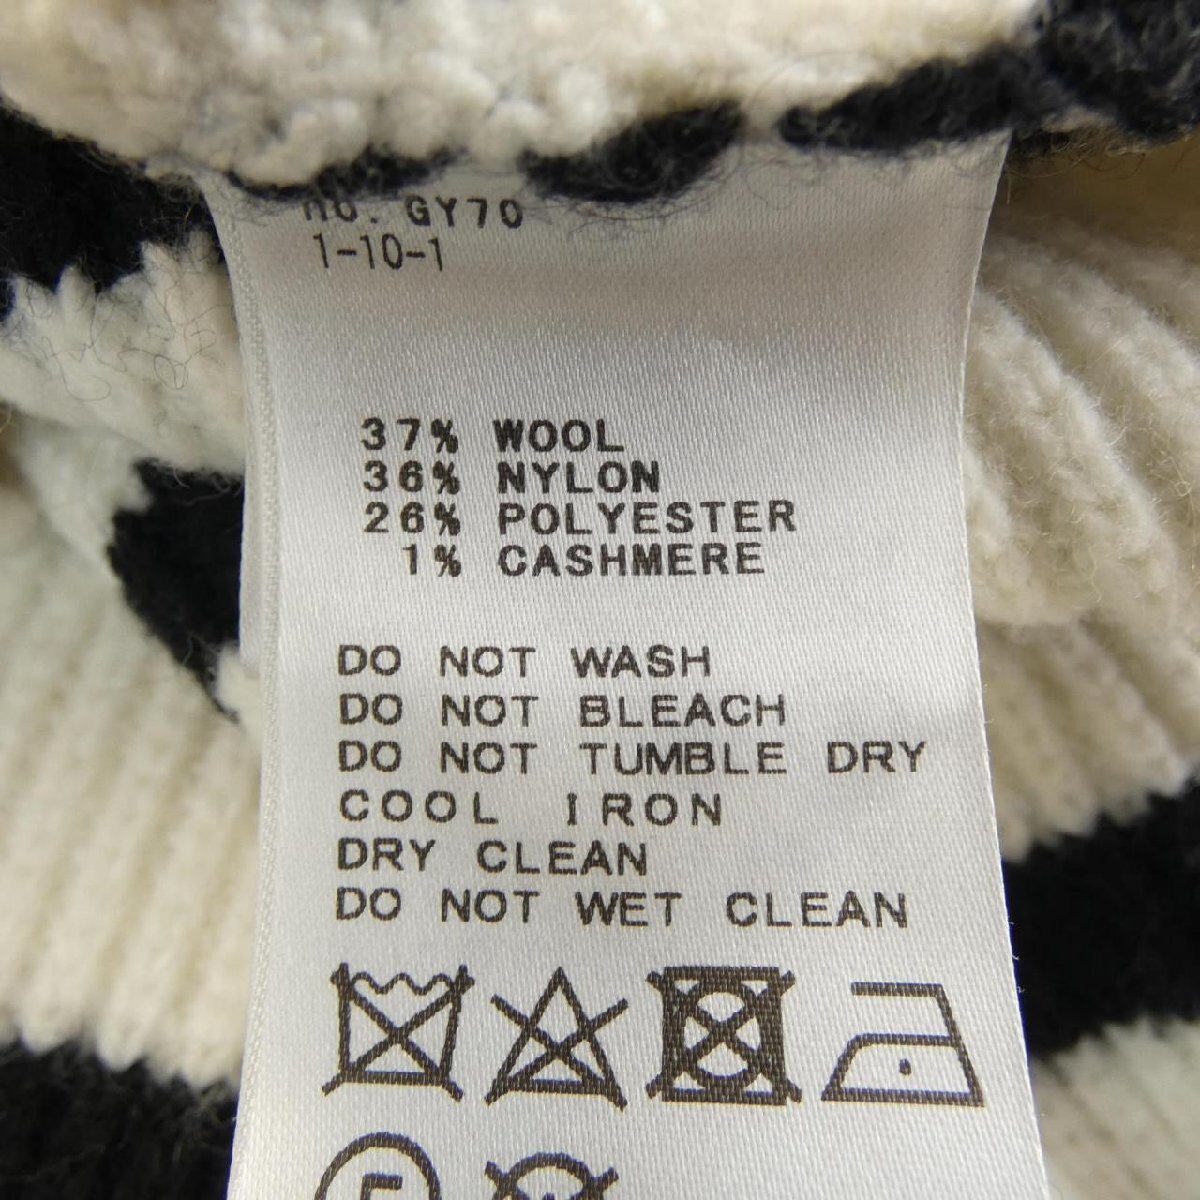 no. GY70
1-10-1
37% WOOL
36% NYLON
26% POLYESTER
1% CASHMERE
DO NOT WASH
DO NOT BLEACH
DO NOT TUMBLE DRY
COOL IRON
DRY CLEAN
DO NOT WET CLEAN